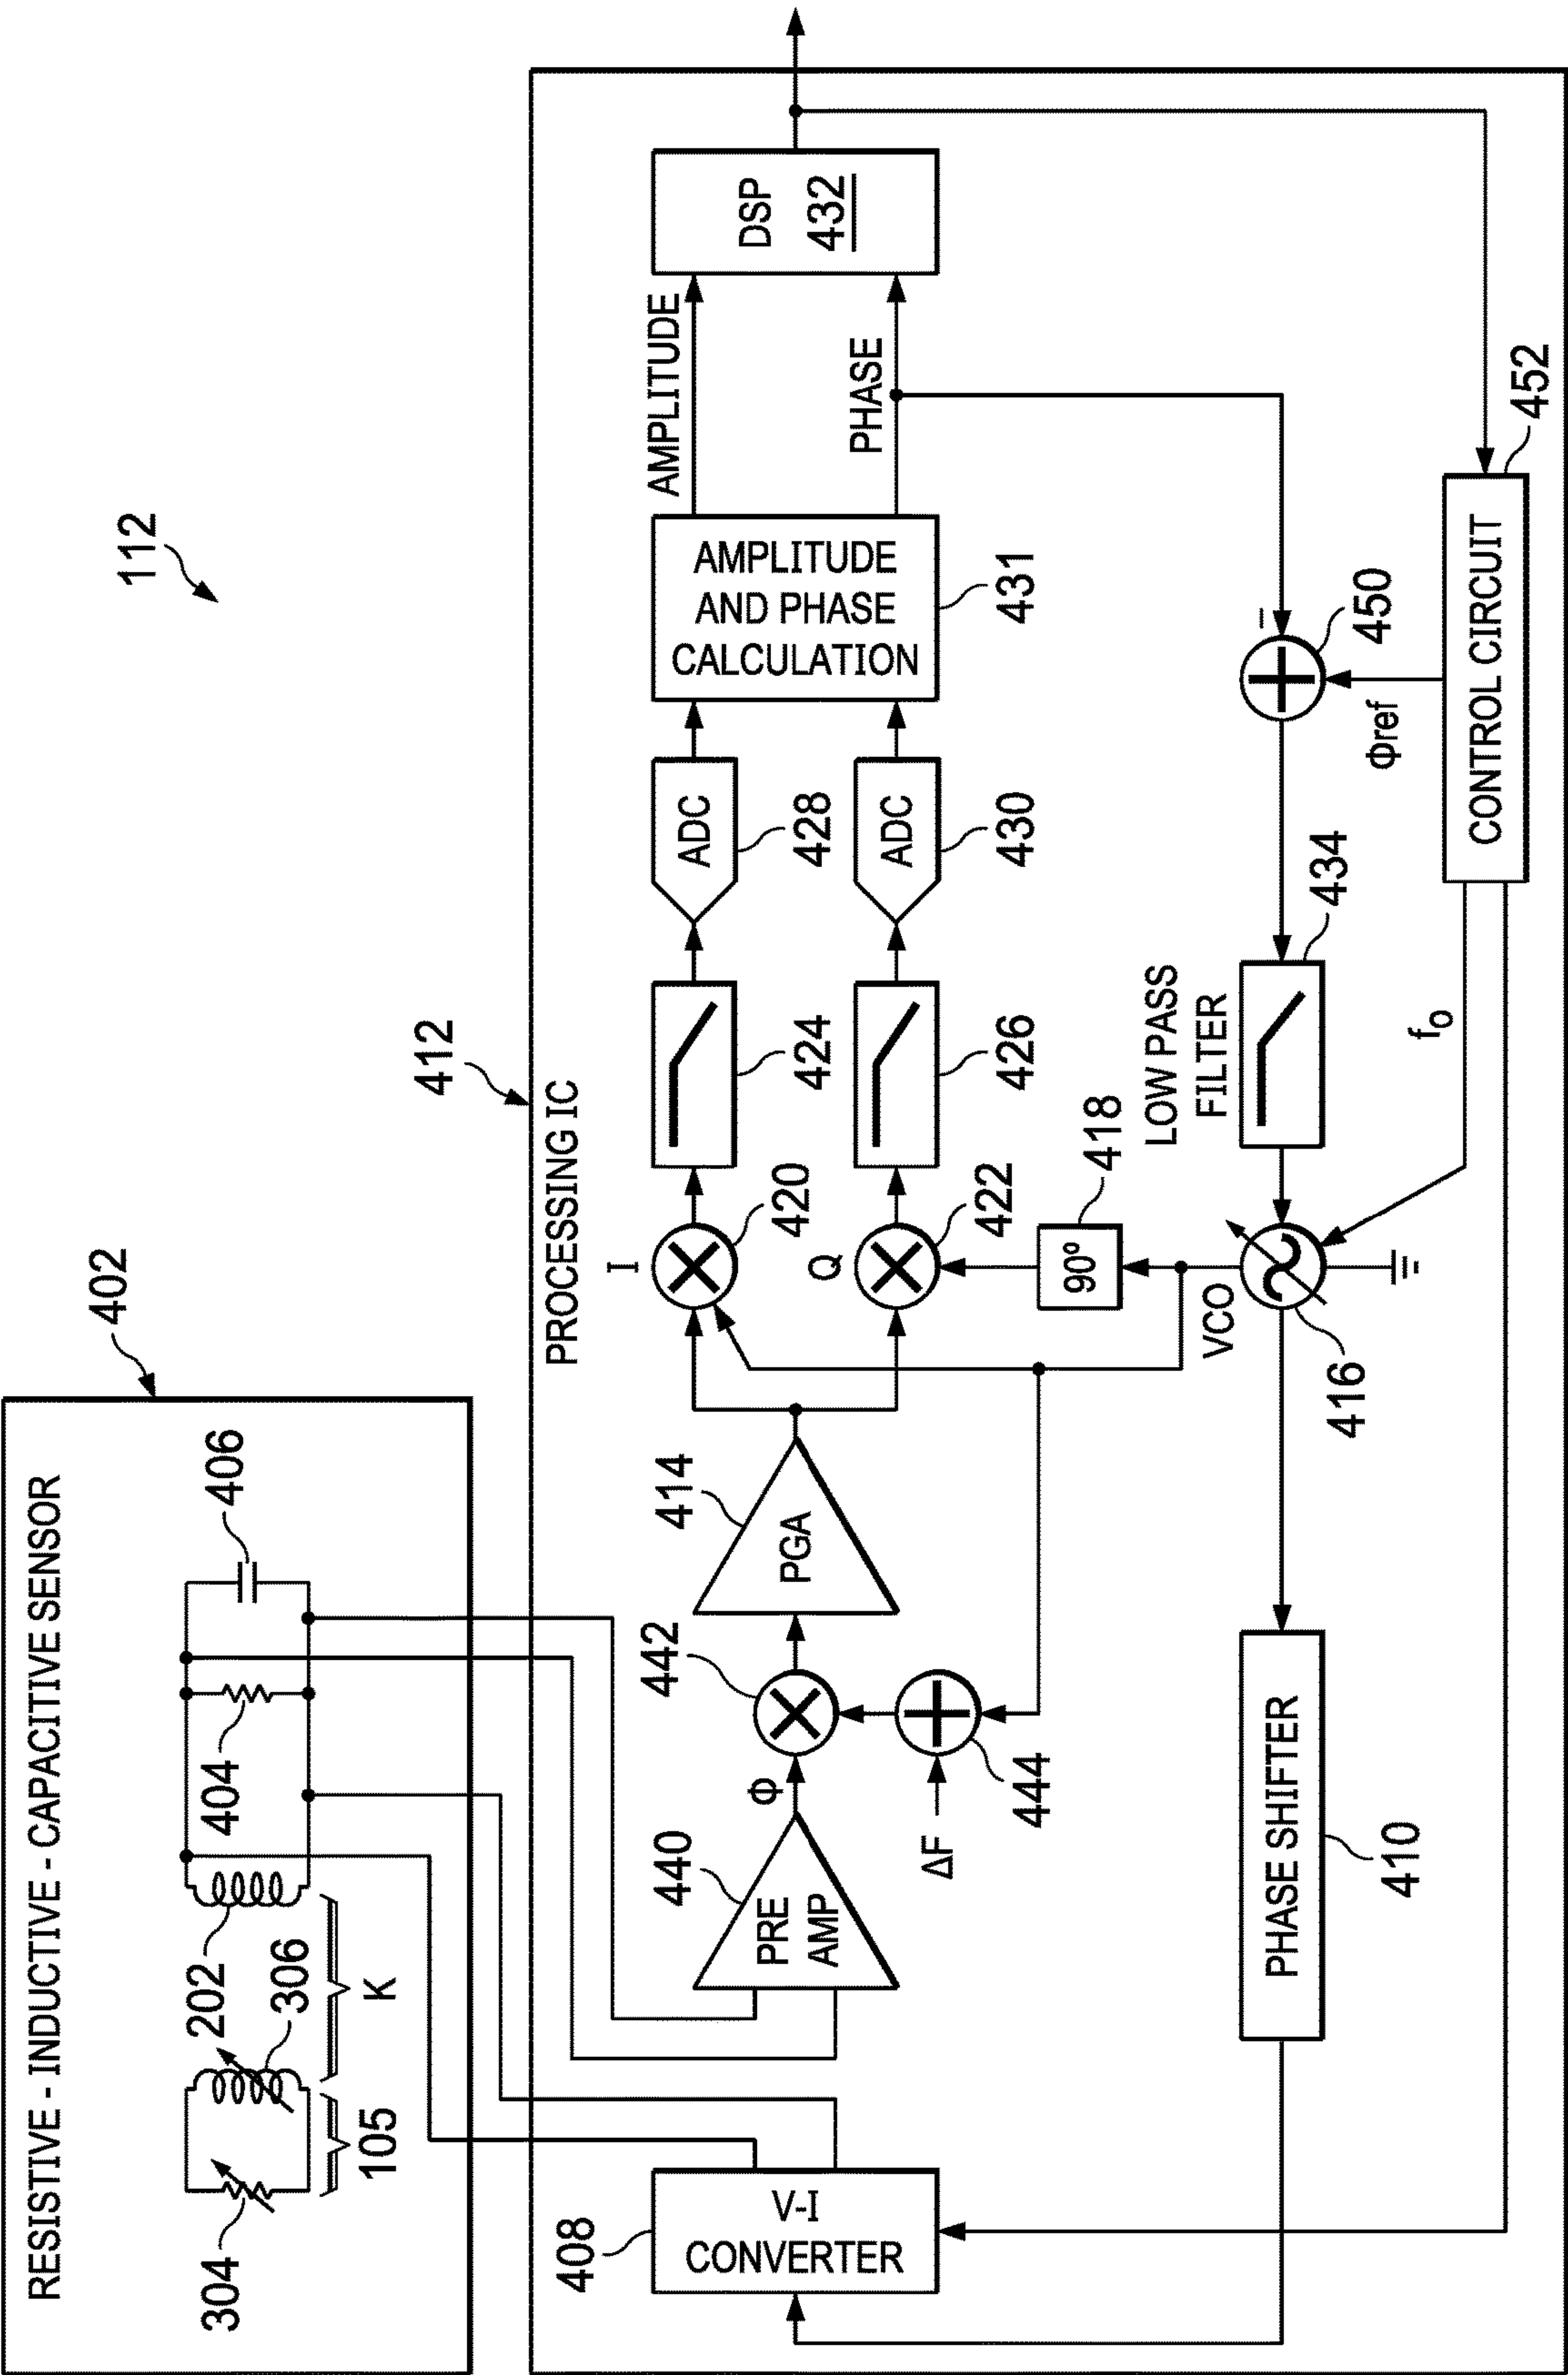 112
402
RESISTIVE - INDUCTIVE - CAPACITIVE SENSOR
304
105
306
202
K
404
406
412
PROCESSING IC
408
V-I
CONVERTER
440
PRE
AMP
Φ
442
ΔF
444
414
PGA
I
420
Q
422
418
90°
424
426
ADC
428
ADC
430
AMPLITUDE
AND PHASE
CALCULATION
431
AMPLITUDE
PHASE
DSP
432
PHASE SHIFTER
410
VCO
416
LOW PASS
FILTER
434
−
450
Φref
fo
CONTROL CIRCUIT
452